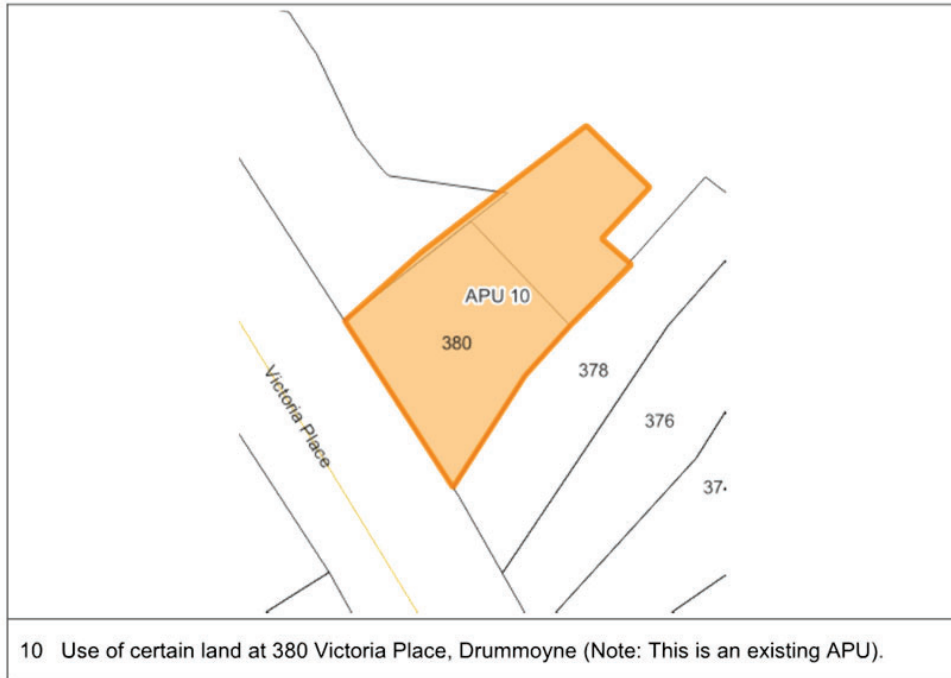 APU 10
380
378
Victoria Place
376
37
10 Use of certain land at 380 Victoria Place, Drummoyne (Note: This is an existing APU).